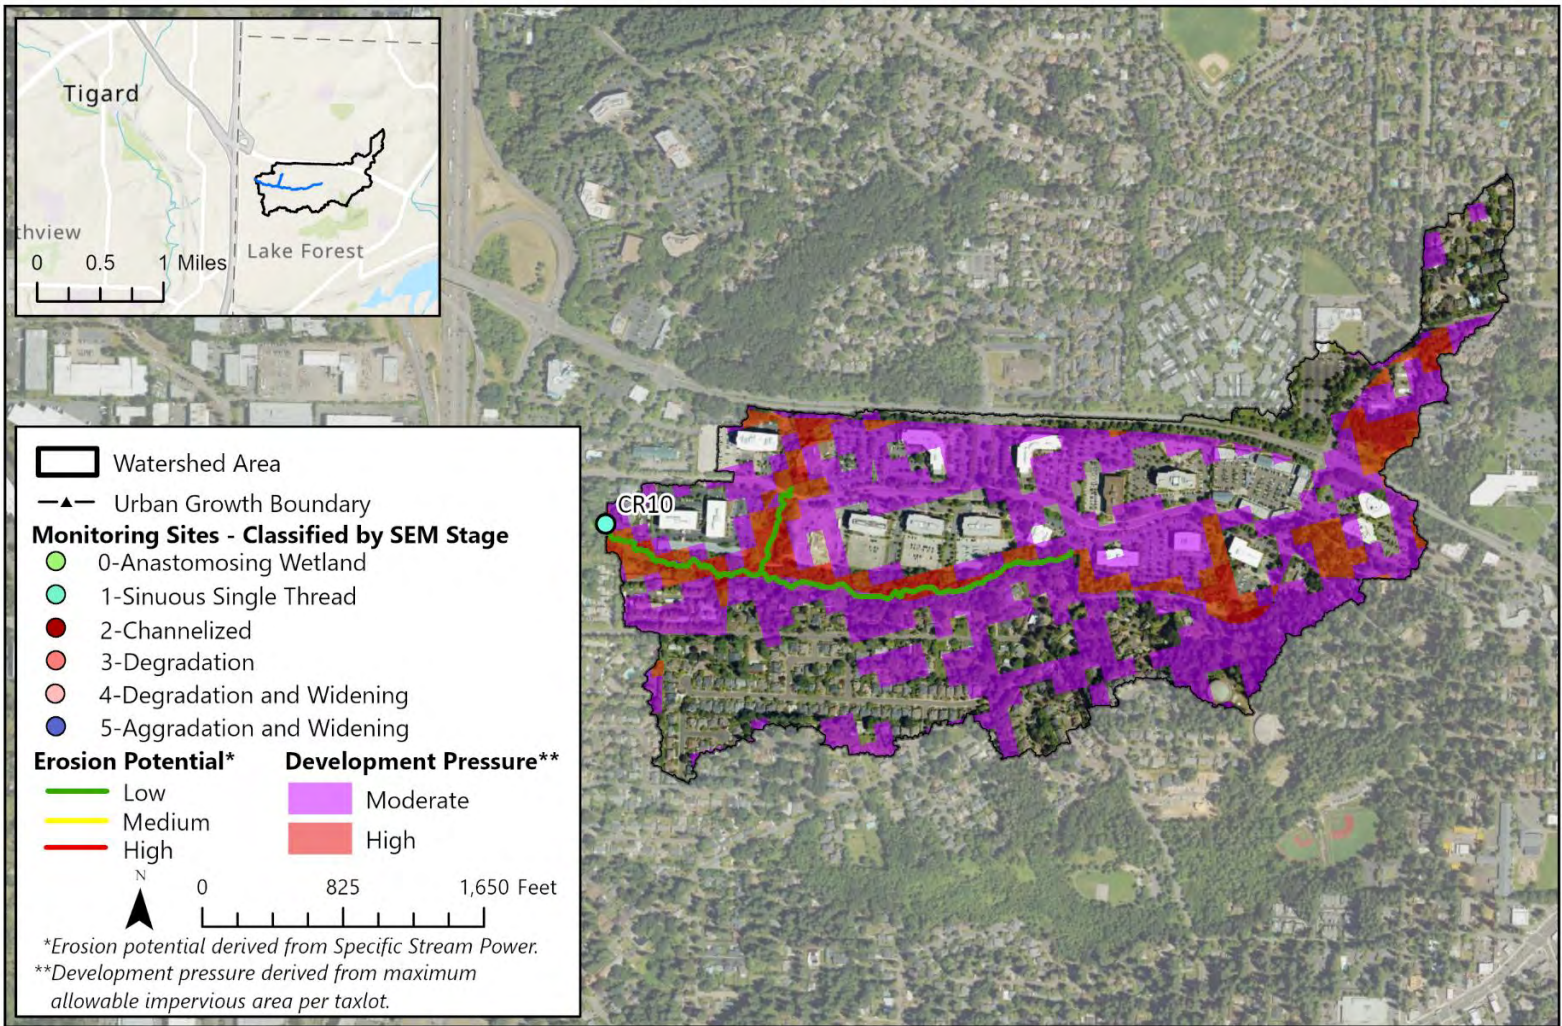 Tigard
thview
Lake Forest
0 0.5 1 Miles
CR10
Watershed Area
Urban Growth Boundary
Monitoring Sites - Classified by SEM Stage
0-Anastomosing Wetland
1-Sinuous Single Thread
2-Channelized
3-Degradation
4-Degradation and Widening
5-Aggradation and Widening
Erosion Potential* Development Pressure**
Low
Medium
High
Moderate
High
N
0 825 1,650 Feet
*Erosion potential derived from Specific Stream Power.
**Development pressure derived from maximum
allowable impervious area per taxlot.